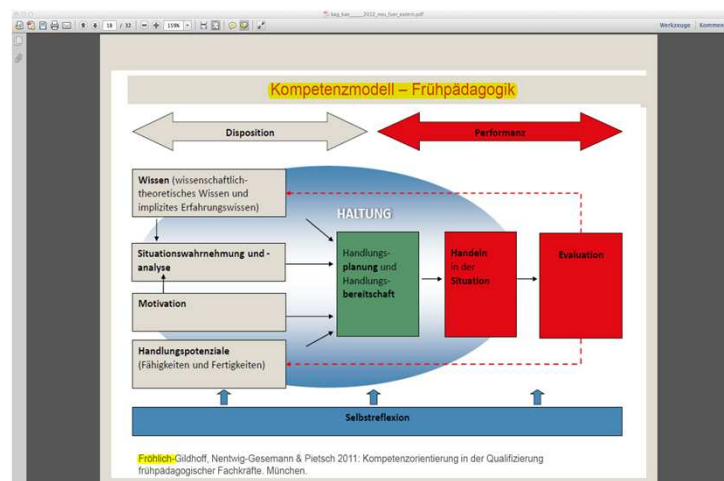 18 / 32
159%
Werkzeuge
Kompetenzmodell – Frühpädagogik
Disposition
Performanz
Wissen (wissenschaftlich-
theoretisches Wissen und
implizites Erfahrungswissen)
HALTUNG
Situationswahrnehmung und -
analyse
Motivation
Handlungspotenziale
(Fähigkeiten und Fertigkeiten)
Handlungs-
planung und
Handlungs-
bereitschaft
Handeln
in der
Situation
Evaluation
Selbstreflexion
Fröhlich-Gildhoff, Nentwig-Gesemann & Pietsch 2011: Kompetenzorientierung in der Qualifizierung
frühpädagogischer Fachkräfte. München.